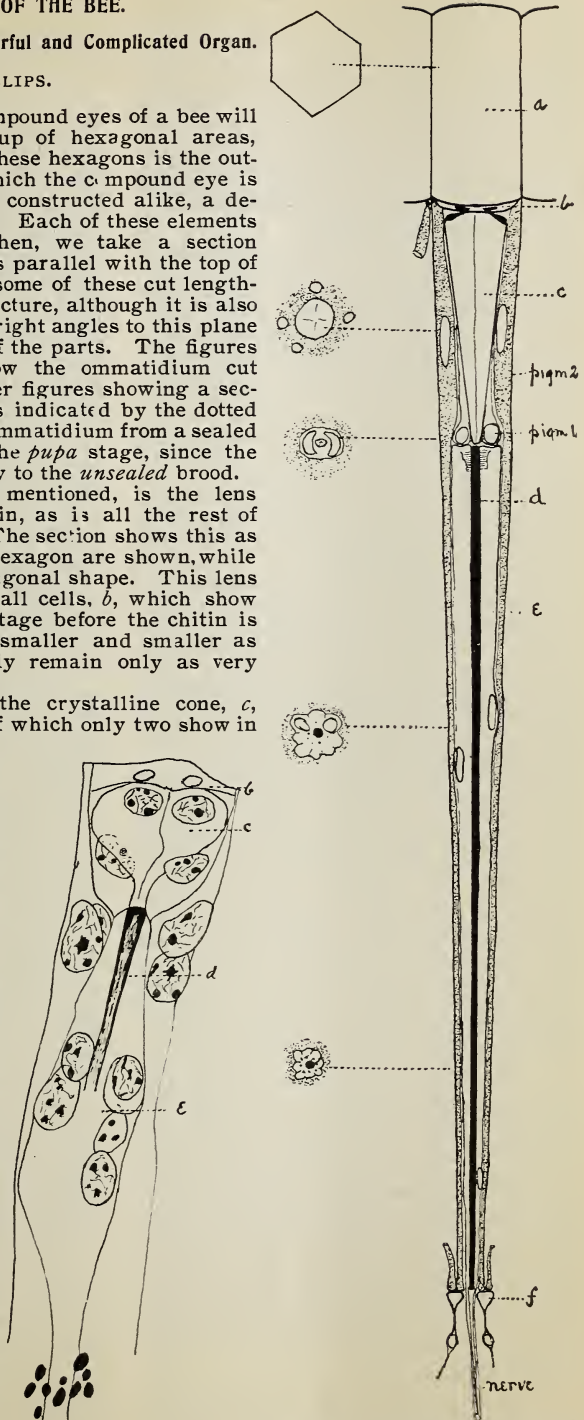 OF THE BEE.
rful and Complicated Organ.
LIPS.
pound eyes of a bee will
up of hexagonal areas,
hese hexagons is the out-
hich the c mpound eye is
constructed alike, a de-
Each of these elements
hen, we take a section
s parallel with the top of
some of these cut length-
cture, although it is also
right angles to this plane
f the parts. The figures
w the ommatidium cut
er figures showing a sec-
s indicated by the dotted
mmatidium from a sealed
he pupa stage, since the
y to the unsealed brood.
mentioned, is the lens
in, as is all the rest of
The section shows this as
exagon are shown, while
gonal shape. This lens
all cells, b, which show
tage before the chitin is
smaller and smaller as
ly remain only as very
the crystalline cone, c,
f which only two show in
a
b
c
pigm2
pigm1
d
E
f
nerve
b
c
d
E